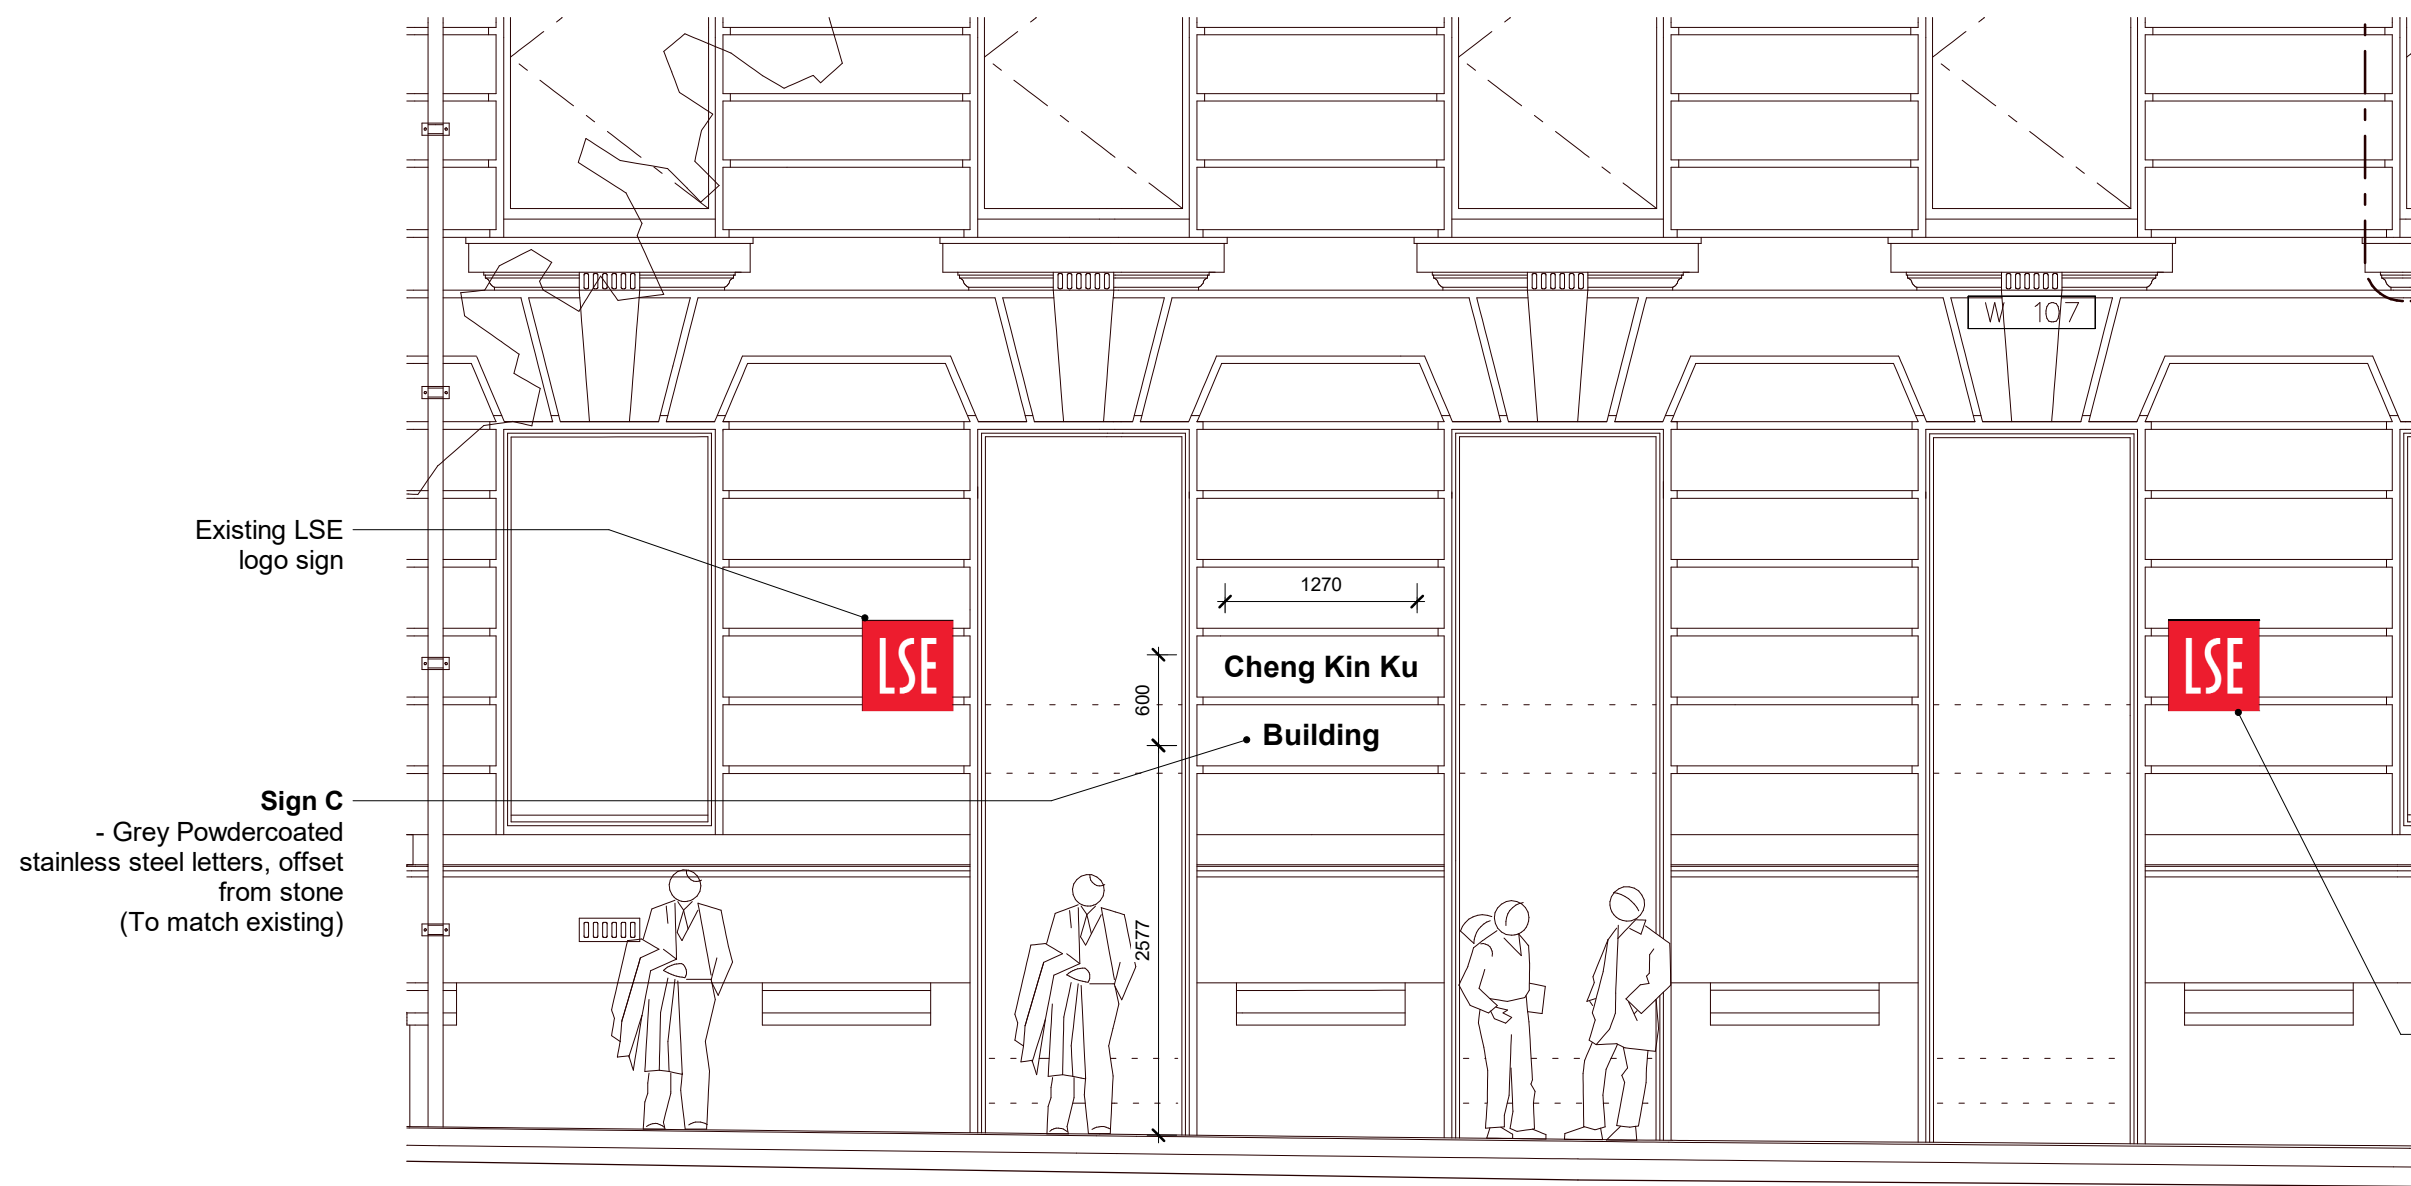 W 107
Existing LSE
logo sign
1270
LSE
Cheng Kin Ku
LSE
600
Building
Sign C
- Grey Powdercoated
stainless steel letters, offset
from stone
(To match existing)
2577